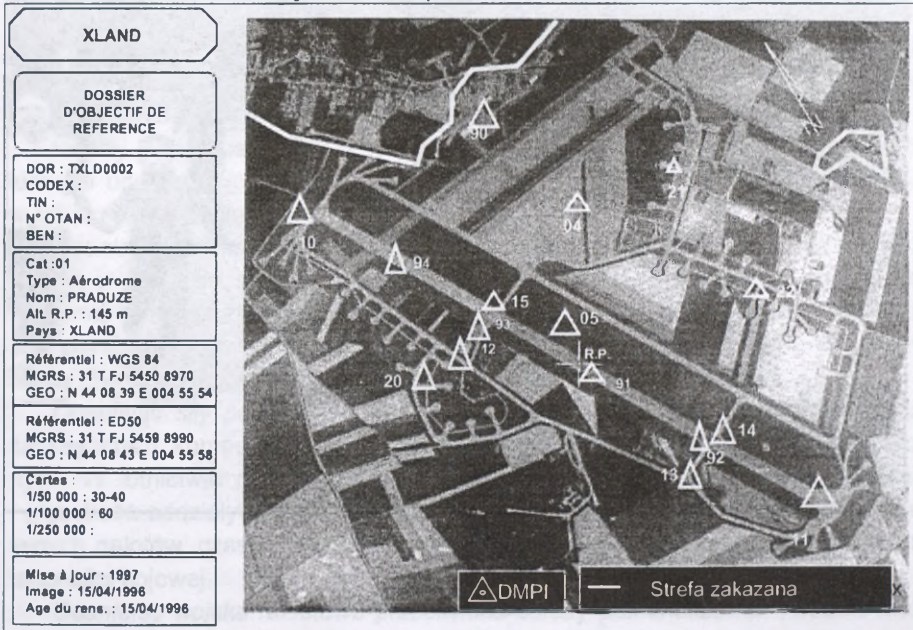 XLAND
DOSSIER
D'OBJECTIF DE
REFERENCE
DOR : TXLD0002
CODEX :
TIN :
N° OTAN :
BEN :
Cat :01
Type : Aérodrome
Nom : PRADUZE
Alt. R.P. : 145 m
Pays : XLAND
Référentiel : WGS 84
MGRS : 31 T FJ 5450 8970
GEO : N 44 08 39 E 004 55 54
Référentiel : ED50
MGRS : 31 T FJ 5459 8990
GEO : N 44 08 43 E 004 55 58
Cartes :
1/50 000 : 30-40
1/100 000 : 60
1/250 000 :
Mise à jour : 1997
Image : 15/04/1996
Age du rens. : 15/04/1996
90
21
04
10
94
15
05
93
12
R.P.
20
91
14
92
13
11
DMPI
Strefa zakazana